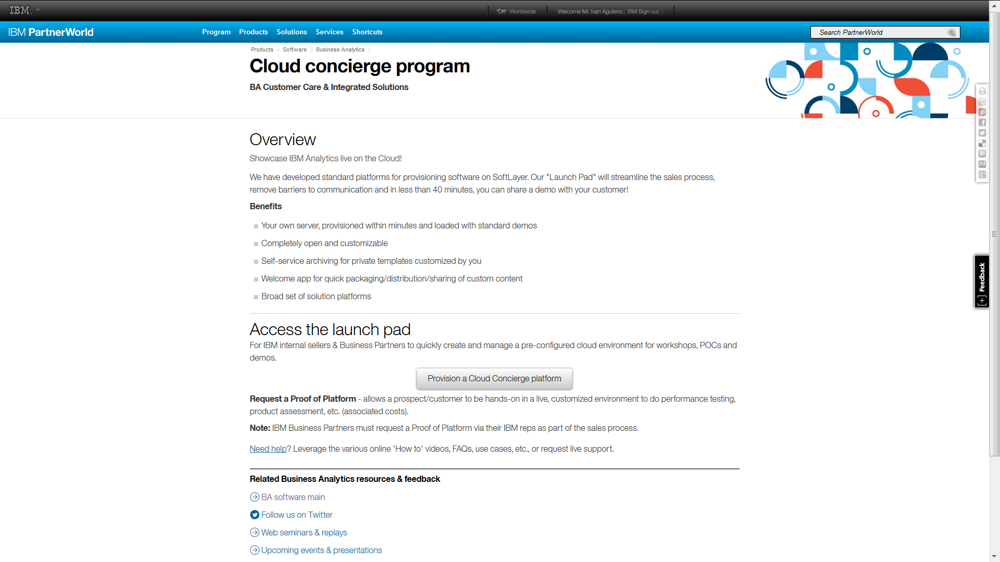 IBM
Worldwide
Welcome Mr. Ivan Aguilera [ IBM Sign out ]
IBM PartnerWorld
Program Products Solutions Services Shortcuts
Search PartnerWorld
Products Software Business Analytics
Cloud concierge program
BA Customer Care & Integrated Solutions
Overview
Showcase IBM Analytics live on the Cloud!
We have developed standard platforms for provisioning software on SoftLayer. Our "Launch Pad" will streamline the sales process,
remove barriers to communication and in less than 40 minutes, you can share a demo with your customer!
Benefits
Your own server, provisioned within minutes and loaded with standard demos
Completely open and customizable
Self-service archiving for private templates customized by you
Welcome app for quick packaging/distribution/sharing of custom content
Broad set of solution platforms
Feedback
Access the launch pad
For IBM internal sellers & Business Partners to quickly create and manage a pre-configured cloud environment for workshops, POCs and
demos.
Provision a Cloud Concierge platform
Request a Proof of Platform - allows a prospect/customer to be hands-on in a live, customized environment to do performance testing,
product assessment, etc. (associated costs).
Note: IBM Business Partners must request a Proof of Platform via their IBM reps as part of the sales process.
Need help? Leverage the various online 'How to' videos, FAQs, use cases, etc., or request live support.
Related Business Analytics resources & feedback
BA software main
Follow us on Twitter
Web seminars & replays
Upcoming events & presentations